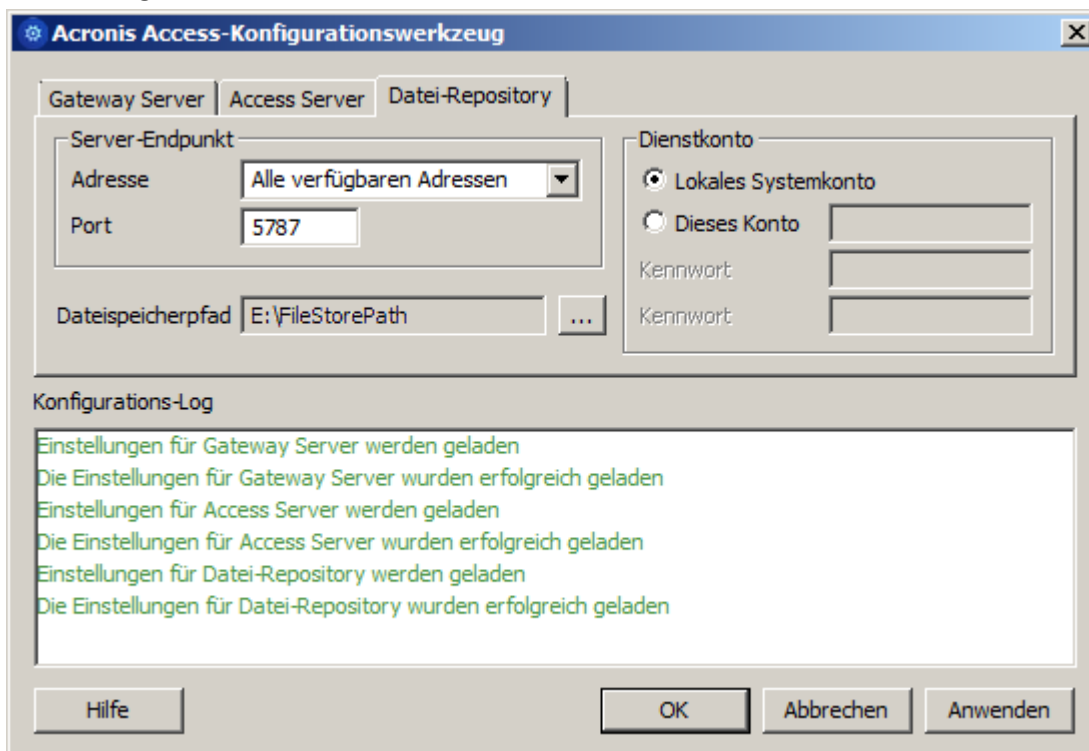 Acronis Access-Konfigurationswerkzeug
Gateway Server
Access Server
Datei-Repository
Server-Endpunkt
Adresse
Alle verfügbaren Adressen
Port
5787
Dateispeicherpfad
E:\FileStorePath
...
Dienstkonto
Lokales Systemkonto
Dieses Konto
Kennwort
Kennwort
Konfigurations-Log
Einstellungen für Gateway Server werden geladen
Die Einstellungen für Gateway Server wurden erfolgreich geladen
Einstellungen für Access Server werden geladen
Die Einstellungen für Access Server wurden erfolgreich geladen
Einstellungen für Datei-Repository werden geladen
Die Einstellungen für Datei-Repository wurden erfolgreich geladen
Hilfe
OK
Abbrechen
Anwenden